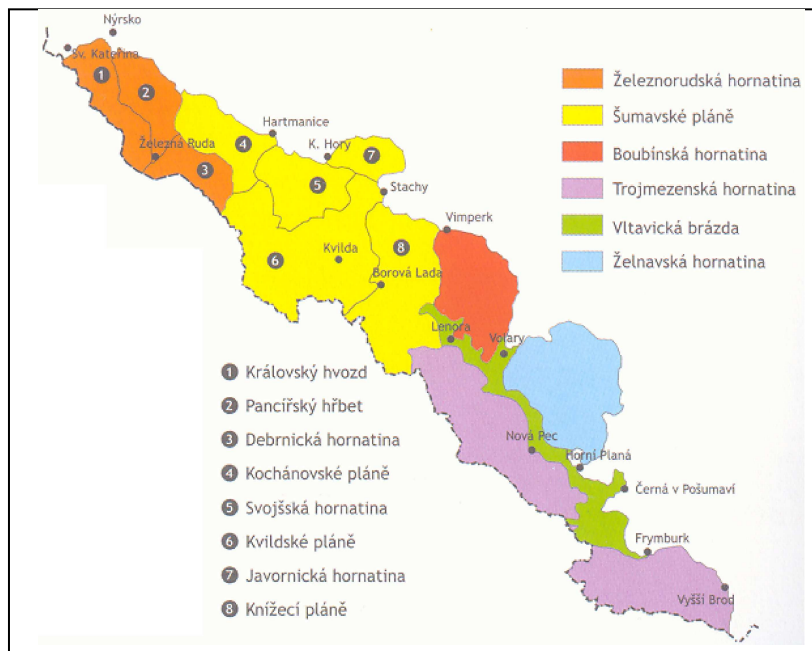 Nýrsko
Sv. Kateřina
1
2
Železná Ruda
3
Hartmanice
4
K. Hory
7
5
Stachy
Vimperk
Kvilda
8
6
Borová Lada
Lenora
Volary
Nová Pec
Horní Planá
Černá v Pošumaví
Frymburk
Vyšší Brod
Železnorudská hornatina
Šumavské pláně
Boubínská hornatina
Trojmezenská hornatina
Vltavická brázda
Želnavská hornatina
1 Královský hvozd
2 Pancířský hřbet
3 Debrnická hornatina
4 Kochánovské pláně
5 Svojšská hornatina
6 Kvildské pláně
7 Javornická hornatina
8 Knížecí pláně